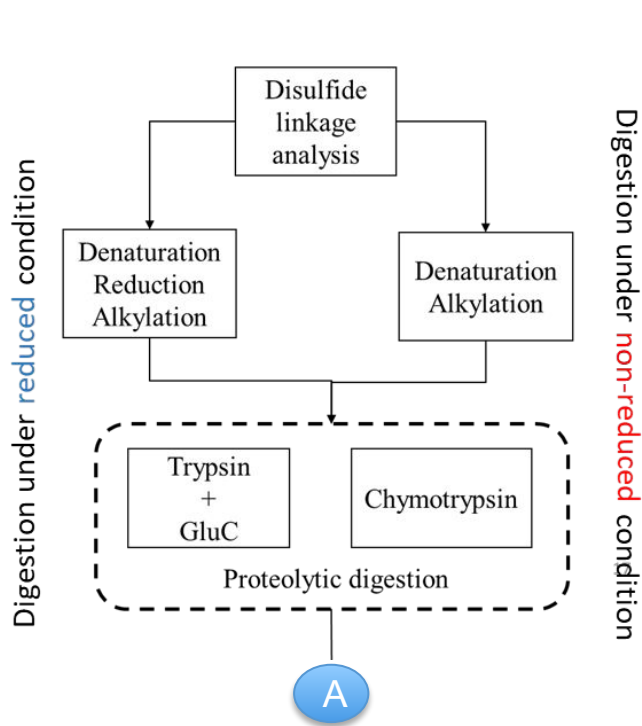 Disulfide
linkage
analysis
Digestion under reduced condition
Denaturation
Reduction
Alkylation
Denaturation
Alkylation
Digestion under non-reduced condition
Trypsin
+
GluC
Chymotrypsin
Proteolytic digestion
A